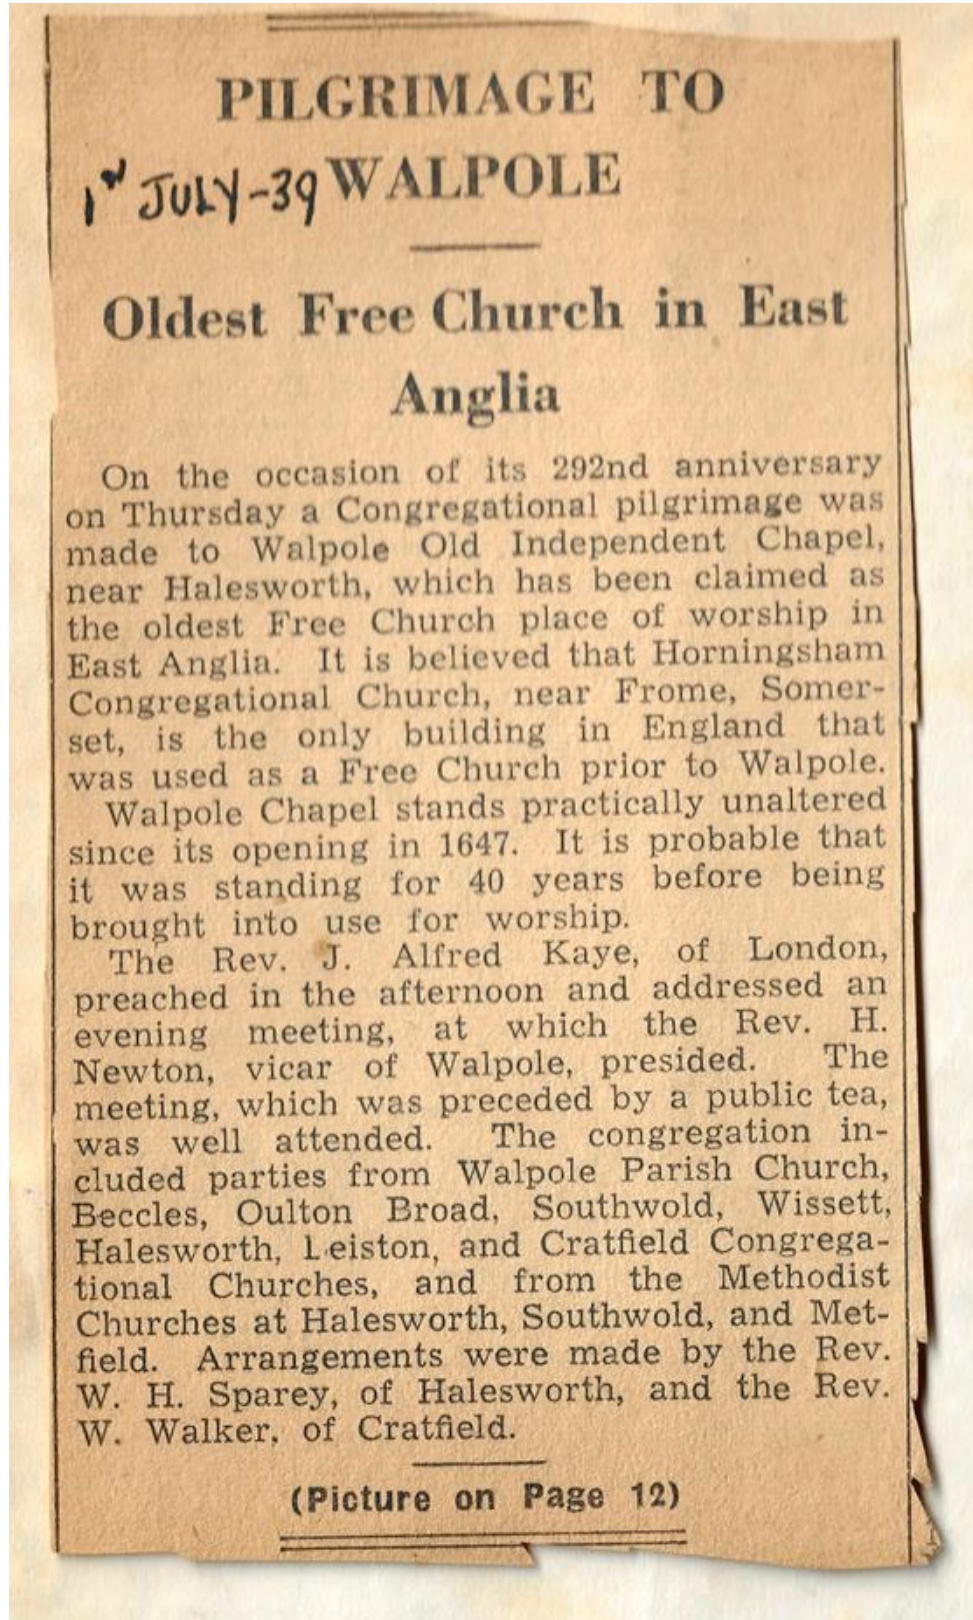 PILGRIMAGE TO
1st JULY-39 WALPOLE
Oldest Free Church in East
Anglia
On the occasion of its 292nd anniversary
on Thursday a Congregational pilgrimage was
made to Walpole Old Independent Chapel,
near Halesworth, which has been claimed as
the oldest Free Church place of worship in
East Anglia. It is believed that Horningsham
Congregational Church, near Frome, Somer-
set, is the only building in England that
was used as a Free Church prior to Walpole.
Walpole Chapel stands practically unaltered
since its opening in 1647. It is probable that
it was standing for 40 years before being
brought into use for worship.
The Rev. J. Alfred Kaye, of London,
preached in the afternoon and addressed an
evening meeting, at which the Rev. H.
Newton, vicar of Walpole, presided. The
meeting, which was preceded by a public tea,
was well attended. The congregation in-
cluded parties from Walpole Parish Church,
Beccles, Oulton Broad, Southwold, Wissett,
Halesworth, Leiston, and Cratfield Congrega-
tional Churches, and from the Methodist
Churches at Halesworth, Southwold, and Met-
field. Arrangements were made by the Rev.
W. H. Sparey, of Halesworth, and the Rev.
W. Walker, of Cratfield.
(Picture on Page 12)